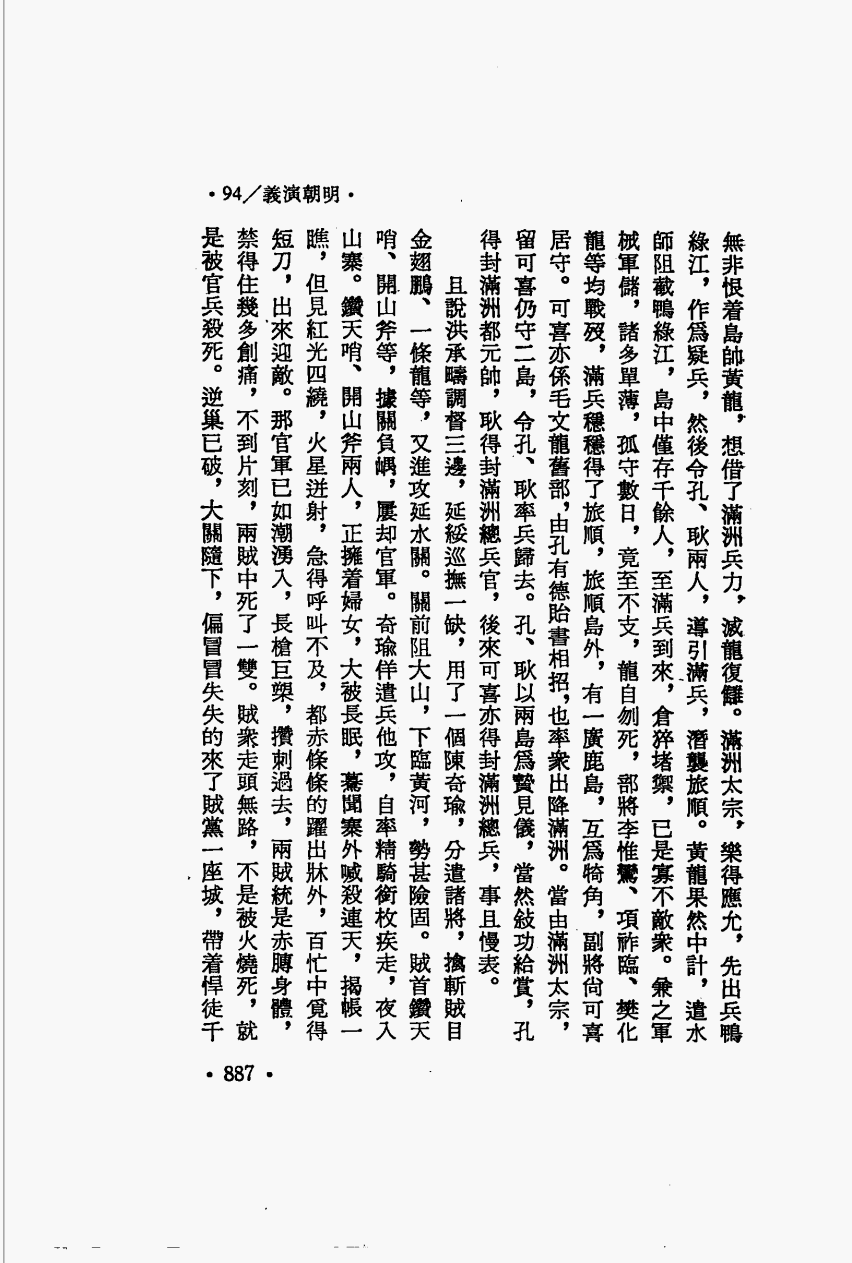 •94／義演朝明•
無非恨着島帥黃龍，想借了滿洲兵力，滅龍復讎。滿洲太宗，樂得應允，先出兵鴨
綠江，作爲疑兵，然後令孔、耿兩人，導引滿兵，潛襲旅順。黃龍果然中計，遣水
師阻截鴨綠江，島中僅存千餘人，至滿兵到來，倉猝堵禦，已是寡不敵衆。兼之軍
械軍儲，諸多單薄，孤守數日，竟至不支，龍自刎死，部將李惟鸞、項祚臨、樊化
龍等均戰歿，滿兵穩穩得了旅順，旅順島外，有一廣鹿島，互爲犄角，副將尙可喜
居守。可喜亦係毛文龍舊部，由孔有德貽書相招，也率衆出降滿洲。當由滿洲太宗，
留可喜仍守二島，令孔、耿率兵歸去。孔、耿以兩島爲贄見儀，當然敍功給賞，孔
得封滿洲都元帥，耿得封滿洲總兵官，後來可喜亦得封滿洲總兵，事且慢表。
且說洪承疇調督三邊，延綏巡撫一缺，用了一個陳奇瑜，分遣諸將，擒斬賊目
金翅鵬、一條龍等，又進攻延水關。關前阻大山，下臨黃河，勢甚險固。賊首鑽天
哨、開山斧等，據關負嵎，屢却官軍。奇瑜佯遣兵他攻，自率精騎銜枚疾走，夜入
山寨。鑽天哨、開山斧兩人，正擁着婦女，大被長眠，驀聞寨外喊殺連天，揭帳一
瞧，但見紅光四繞，火星迸射，急得呼叫不及，都赤條條的躍出牀外，百忙中覓得
短刀，出來迎敵。那官軍已如潮湧入，長槍巨槊，攢刺過去，兩賊統是赤膊身體，
禁得住幾多創痛，不到片刻，兩賊中死了一雙。賊衆走頭無路，不是被火燒死，就
是被官兵殺死。逆巢已破，大關隨下，偏冒冒失失的來了賊黨一座城，帶着悍徒千
•887•